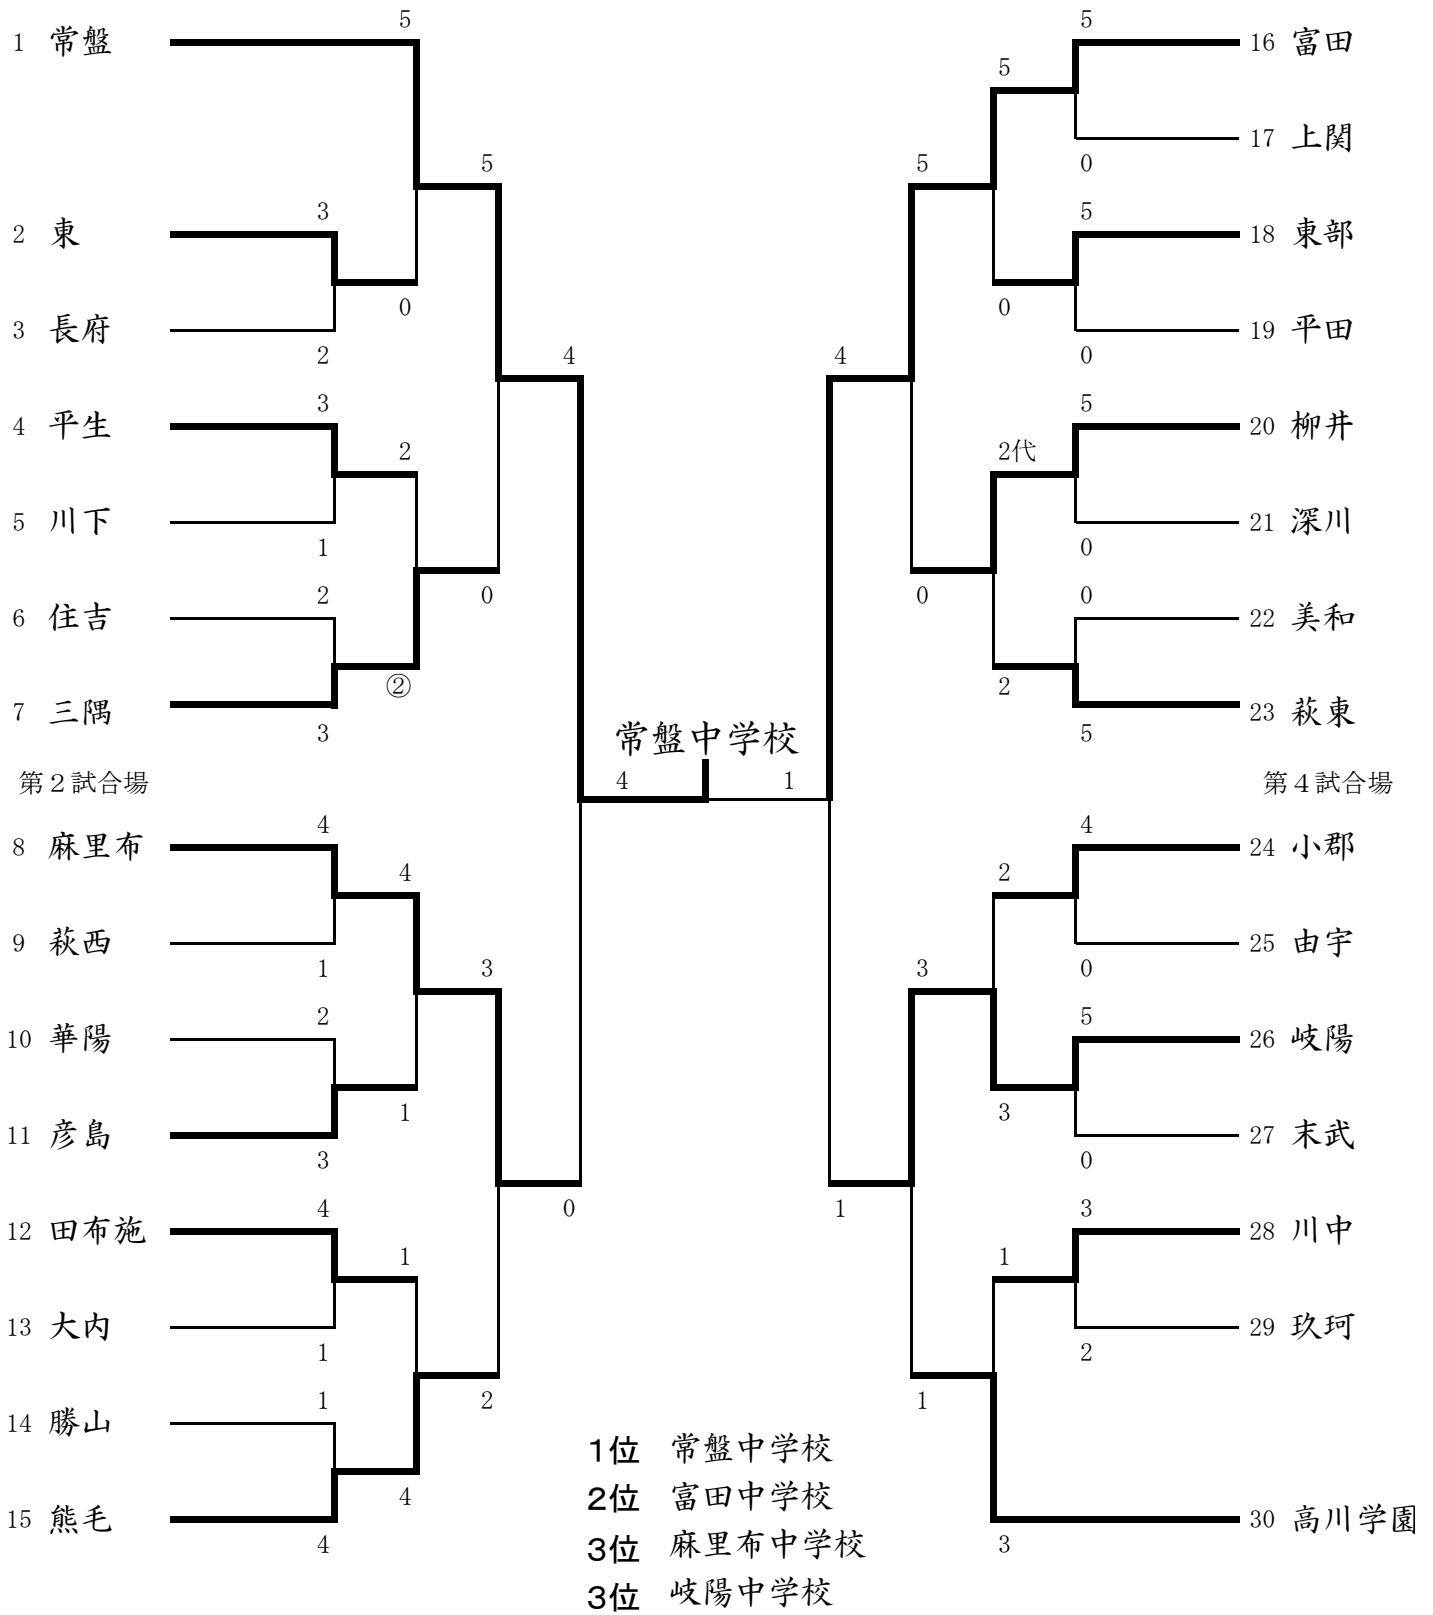 5
1 常盤
3
2 東
0
3 長府
2
5
3
4 平生
2
5 川下
1
2
6 住吉
②
7 三隅
3
0
4
第2試合場
4
8 麻里布
4
9 萩西
1
2
10 華陽
1
11 彦島
3
3
4
12 田布施
1
13 大内
1
1
14 勝山
4
15 熊毛
4
2
0
常盤中学校
4 1
5
16 富田
5
17 上関
0
5
5
18 東部
0
19 平田
0
4
5
20 柳井
2代
21 深川
0
0
0
22 美和
2
23 萩東
5
第4試合場
4
24 小郡
2
25 由宇
0
3
5
26 岐陽
3
27 末武
0
1
3
28 川中
1
29 玖珂
2
1
30 高川学園
3
1位 常盤中学校
2位 富田中学校
3位 麻里布中学校
3位 岐陽中学校